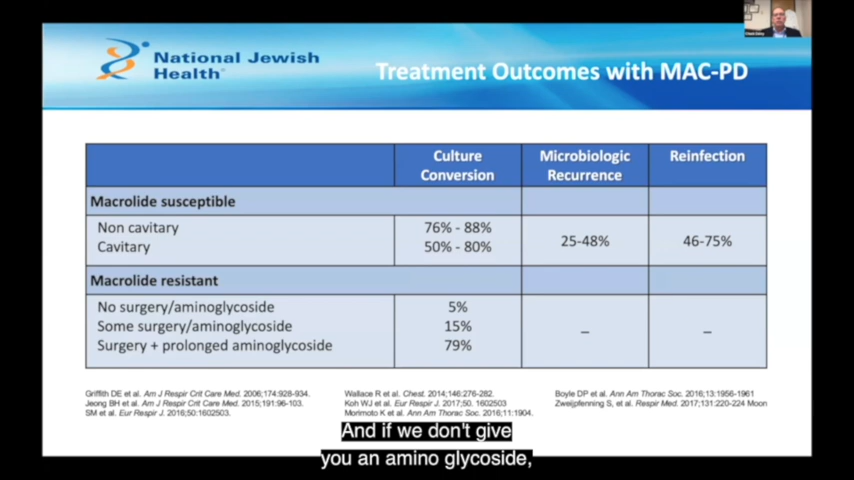 National Jewish
Health®
Treatment Outcomes with MAC-PD
Culture Conversion
Microbiologic Recurrence
Reinfection
Macrolide susceptible
Non cavitary 76% - 88%
Cavitary 50% - 80%
25-48% 46-75%
Macrolide resistant
No surgery/aminoglycoside 5%
Some surgery/aminoglycoside 15%
Surgery + prolonged aminoglycoside 79%
– –
Griffith DE et al. Am J Respir Crit Care Med. 2006;174:928-934.
Jeong BH et al. Am J Respir Crit Care Med. 2015;191:96-103.
SM et al. Eur Respir J. 2016;50:1602503.
Wallace R et al. Chest. 2014;146:276-282.
Koh WJ et al. Eur Respir J. 2017;50. 1602503
Morimoto K et al. Ann Am Thorac Soc. 2016;11:1904.
Boyle DP et al. Ann Am Thorac Soc. 2016;13:1956-1961
Zweijpfenning S, et al. Respir Med. 2017;131:220-224 Moon
And if we don't give
you an amino glycoside,